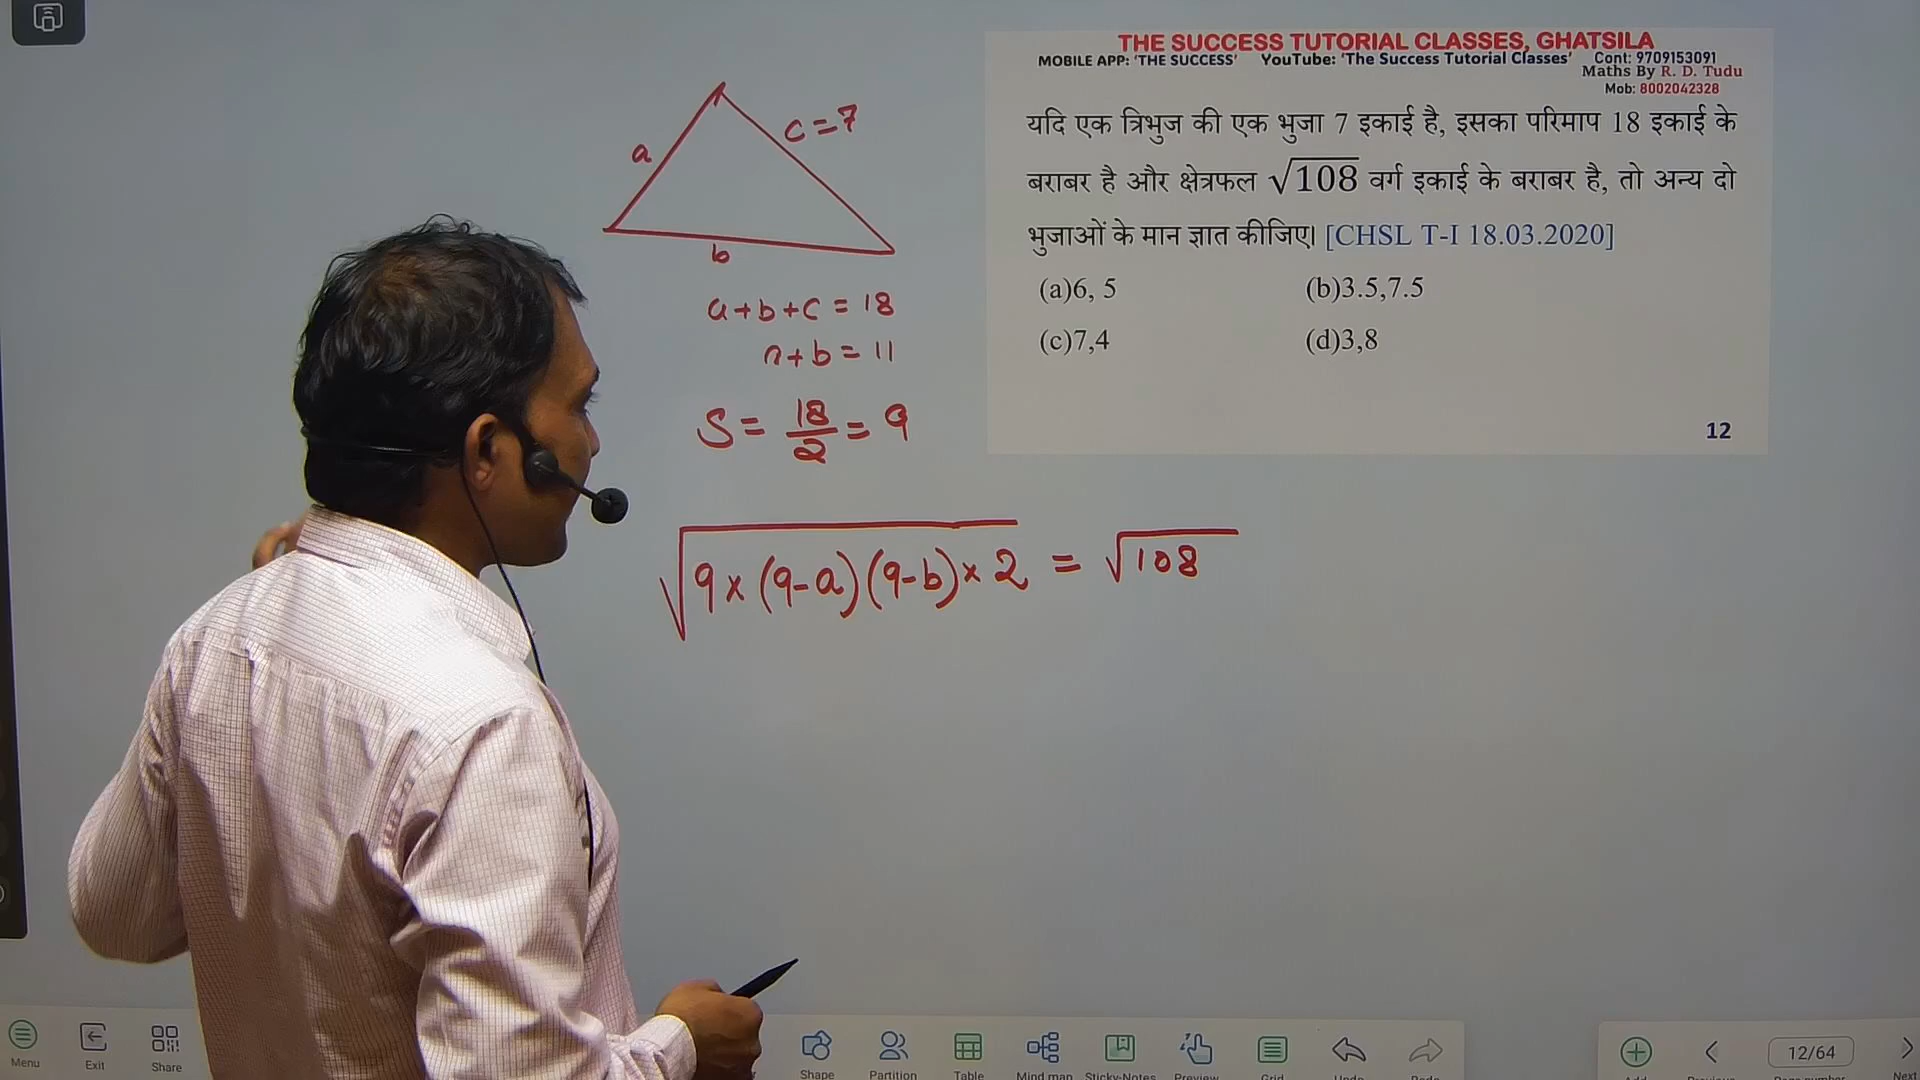 THE SUCCESS TUTORIAL CLASSES, GHATSILA
MOBILE APP: 'THE SUCCESS' YouTube: 'The Success Tutorial Classes' Cont: 9709153091
Maths By R. D. Tudu
Mob: 8002042328
यदि एक त्रिभुज की एक भुजा 7 इकाई है, इसका परिमाप 18 इकाई के
बराबर है और क्षेत्रफल √108 वर्ग इकाई के बराबर है, तो अन्य दो
भुजाओं के मान ज्ञात कीजिए। [CHSL T-I 18.03.2020]
(a)6, 5 (b)3.5,7.5
(c)7,4 (d)3,8
12
c=7
a
b
a+b+c=18
a+b=11
S=18/2=9
√9×(9-a)(9-b)×2 = √108
Menu Exit Share Shape Partition Table Mind map Sticky-Notes Preview Grid Undo Redo Add 12/64 Next